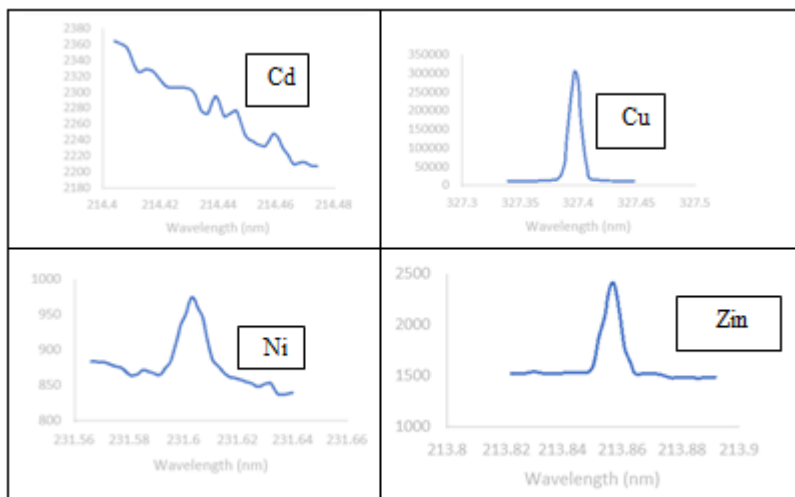 2380
2360
2340
2320
2300
2280
2260
2240
2220
2200
2180
214.4 214.42 214.44 214.46 214.48
Wavelength (nm)
Cd
350000
300000
250000
200000
150000
100000
50000
0
327.3 327.35 327.4 327.45 327.5
Wavelength (nm)
Cu
1000
950
900
850
800
231.56 231.58 231.6 231.62 231.64 231.66
Wavelength (nm)
Ni
2500
2000
1500
1000
213.8 213.82 213.84 213.86 213.88 213.9
Wavelength (nm)
Zin